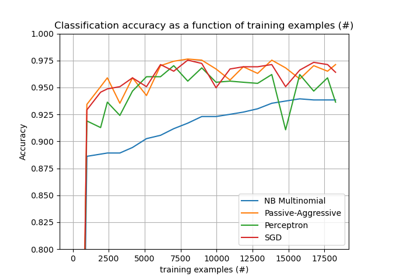 Classification accuracy as a function of training examples (#)
1.000
0.975
0.950
0.925
0.900
0.875
0.850
0.825
0.800
Accuracy
NB Multinomial
Passive-Aggressive
Perceptron
SGD
0 2500 5000 7500 10000 12500 15000 17500
training examples (#)